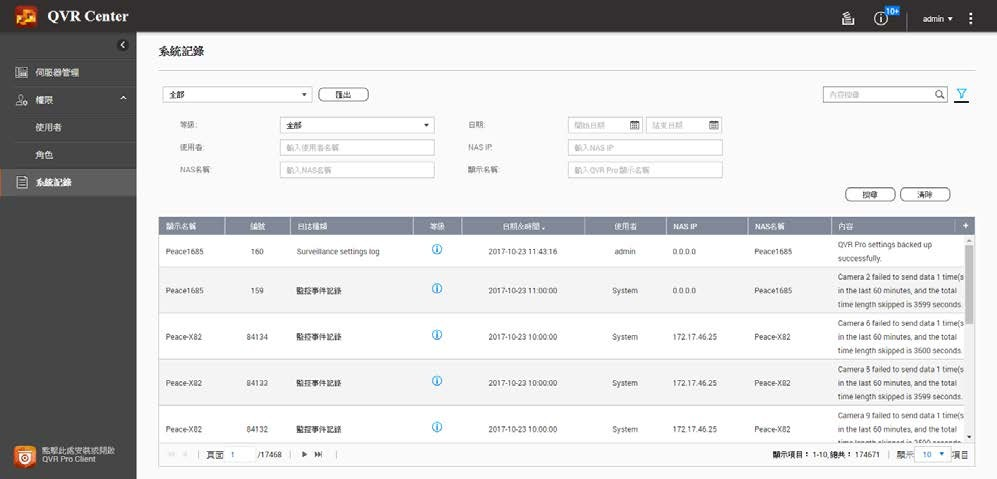 QVR Center
10+
admin
伺服器管理
權限
使用者
角色
系統記錄
點擊此處安裝或開啟
QVR Pro Client
系統記錄
全部 匯出 內容搜尋
等級: 全部 日期: 開始日期 結束日期
使用者: 輸入使用者名稱 NAS IP: 輸入 NAS IP
NAS名稱: 輸入NAS名稱 顯示名稱: 輸入QVR Pro 顯示名稱
搜尋 清除
顯示名稱 編號 日誌種類 等級 日期&時間 使用者 NAS IP NAS名稱 內容 +
Peace1685 160 Surveillance settings log 2017-10-23 11:43:16 admin 0.0.0.0 Peace1685 QVR Pro settings backed up
successfully.
Peace1685 159 監控事件記錄 2017-10-23 11:00:00 System 0.0.0.0 Peace1685 Camera 2 failed to send data 1 time(s
in the last 60 minutes, and the total
time length skipped is 3599 seconds.
Peace-X82 84134 監控事件記錄 2017-10-23 10:00:00 System 172.17.46.25 Peace-X82 Camera 6 failed to send data 1 time(s
in the last 60 minutes, and the total
time length skipped is 3600 seconds.
Peace-X82 84133 監控事件記錄 2017-10-23 10:00:00 System 172.17.46.25 Peace-X82 Camera 5 failed to send data 1 time(s
in the last 60 minutes, and the total
time length skipped is 3599 seconds.
Peace-X82 84132 監控事件記錄 2017-10-23 10:00:00 System 172.17.46.25 Peace-X82 Camera 9 failed to send data 1 time(s
in the last 60 minutes, and the total
頁面 1 /17468 顯示項目： 1-10, 總共： 174671 顯示 10 項目